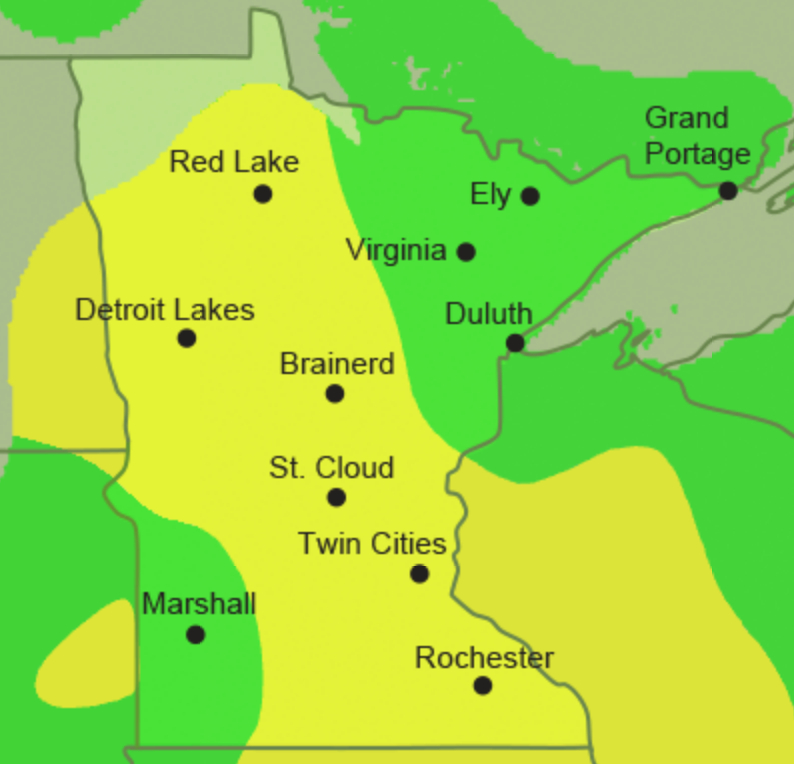 Grand
Portage
Red Lake
Ely
Virginia
Detroit Lakes
Duluth
Brainerd
St. Cloud
Twin Cities
Marshall
Rochester